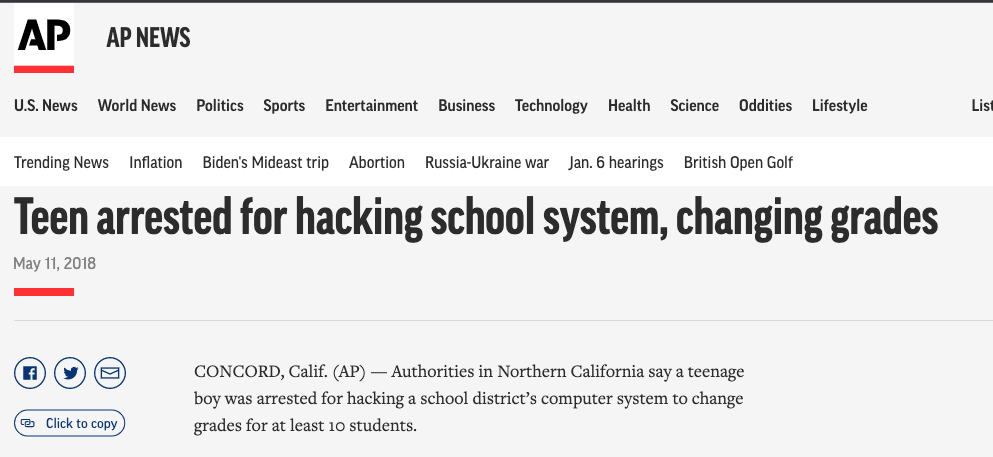 AP AP NEWS
U.S. News World News Politics Sports Entertainment Business Technology Health Science Oddities Lifestyle List
Trending News Inflation Biden's Mideast trip Abortion Russia-Ukraine war Jan. 6 hearings British Open Golf
Teen arrested for hacking school system, changing grades
May 11, 2018
CONCORD, Calif. (AP) — Authorities in Northern California say a teenage
boy was arrested for hacking a school district’s computer system to change
grades for at least 10 students.
Click to copy